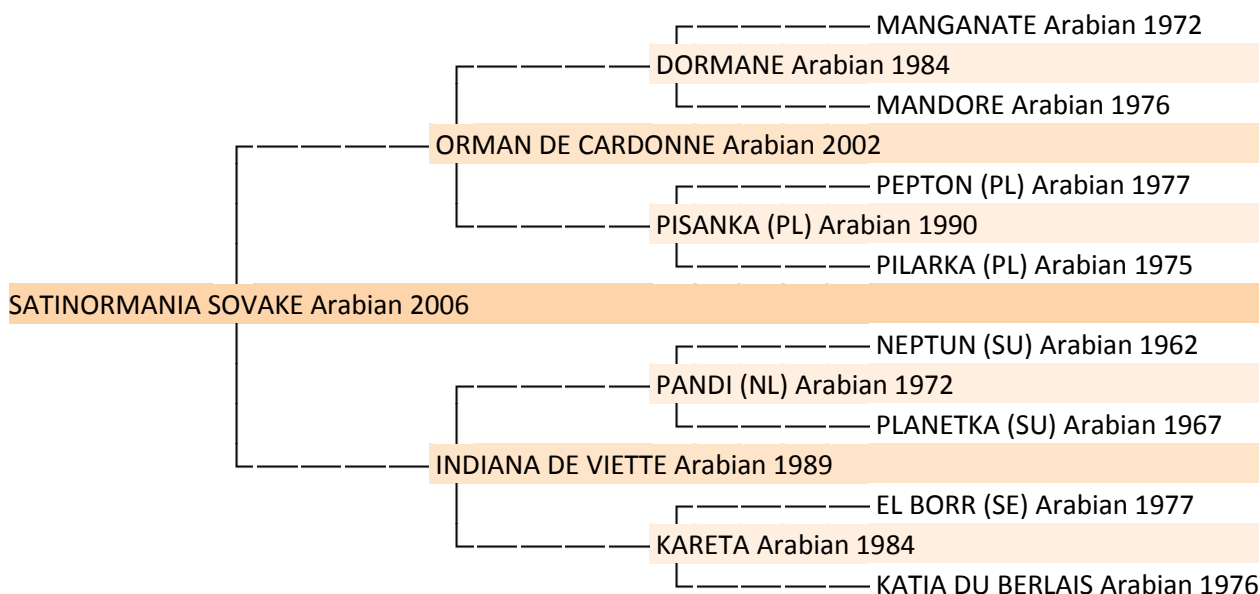 MANGANATE Arabian 1972
DORMANE Arabian 1984
MANDORE Arabian 1976
ORMAN DE CARDONNE Arabian 2002
PEPTON (PL) Arabian 1977
PISANKA (PL) Arabian 1990
PILARKA (PL) Arabian 1975
SATINORMANIA SOVAKE Arabian 2006
NEPTUN (SU) Arabian 1962
PANDI (NL) Arabian 1972
PLANETKA (SU) Arabian 1967
INDIANA DE VIETTE Arabian 1989
EL BORR (SE) Arabian 1977
KARETA Arabian 1984
KATIA DU BERLAIS Arabian 1976